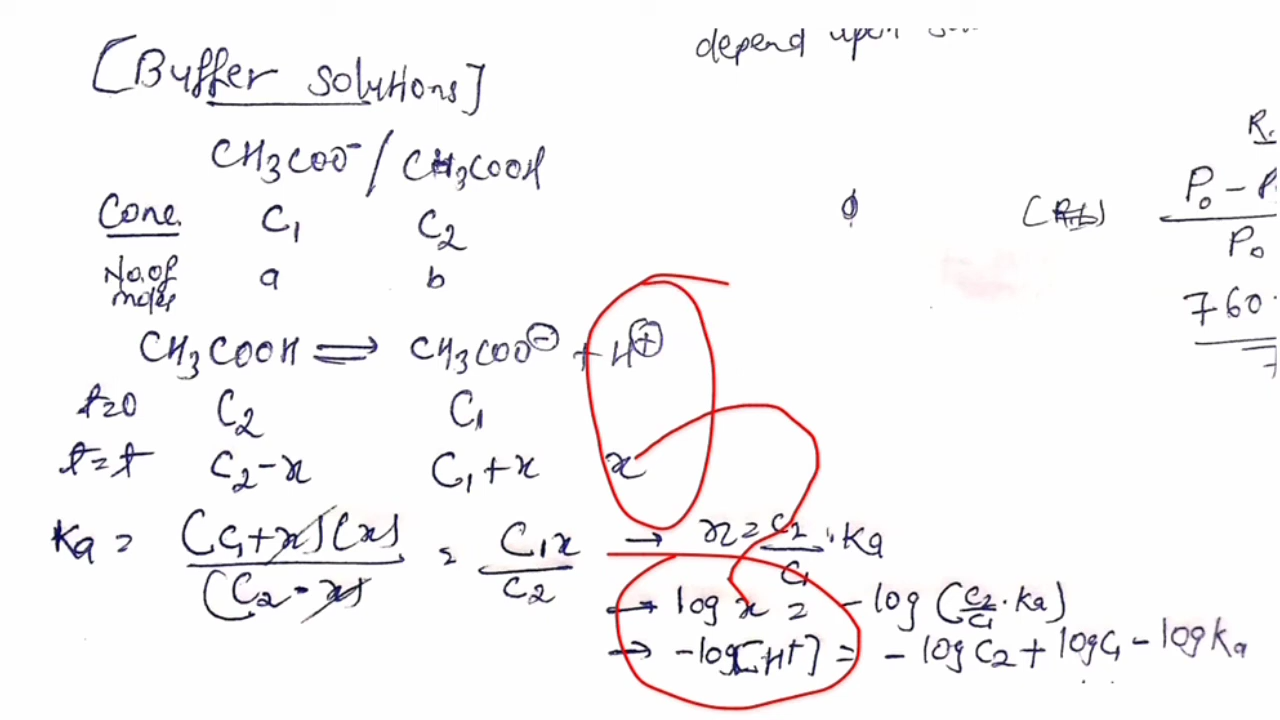 depend upon
[Buffer solutions]
CH3COO⁻ / CH3COOH
Conc. C1 C2
No. of moles a b
CH3COOH ⇌ CH3COO⊖ + H⊕
t=0 C2 C1
t=t C2-x C1+x x
Ka = (C1+x)(x) / (C2-x) = C1x / C2 → x = C2/C1 · Ka
→ log x = - log (C2/C1 · Ka)
→ -log[H+] = - log C2 + log C1 - log Ka
P0 - P
P0
760
7